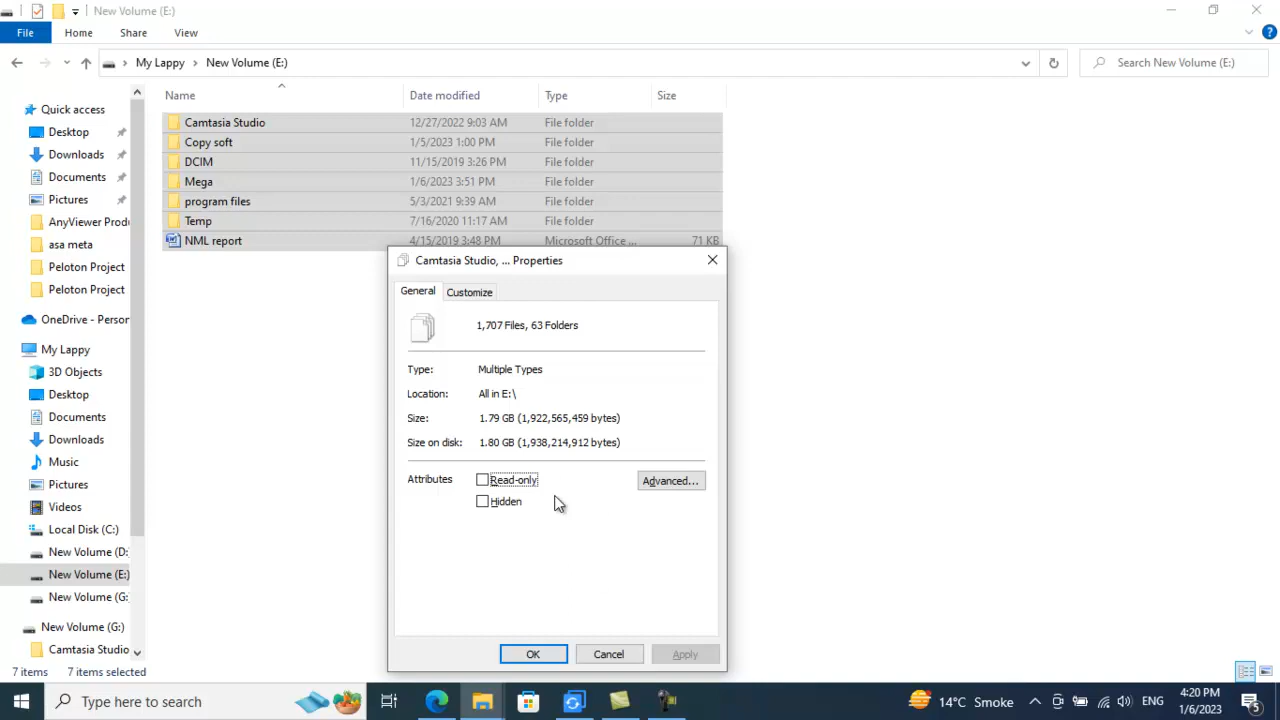 New Volume (E:)
File Home Share View
My Lappy New Volume (E:) Search New Volume (E:)
Name Date modified Type Size
Quick access
Desktop
Downloads
Documents
Pictures
AnyViewer Prod
asa meta
Peloton Project
Peloton Project
OneDrive - Person
My Lappy
3D Objects
Desktop
Documents
Downloads
Music
Pictures
Videos
Local Disk (C:)
New Volume (D:
New Volume (E:)
New Volume (G:
New Volume (G:)
Camtasia Studio
Camtasia Studio 12/27/2022 9:03 AM File folder
Copy soft 1/5/2023 1:00 PM File folder
DCIM 11/15/2019 3:26 PM File folder
Mega 1/6/2023 3:51 PM File folder
program files 5/3/2021 9:39 AM File folder
Temp 7/16/2020 11:17 AM File folder
NML report 4/15/2019 3:48 PM Microsoft Office ... 71 KB
Camtasia Studio, ... Properties
General Customize
1,707 Files, 63 Folders
Type: Multiple Types
Location: All in E:\
Size: 1.79 GB (1,922,565,459 bytes)
Size on disk: 1.80 GB (1,938,214,912 bytes)
Attributes Read-only Advanced...
Hidden
OK Cancel Apply
7 items 7 items selected
Type here to search 14°C Smoke ENG 4:20 PM
1/6/2023 5